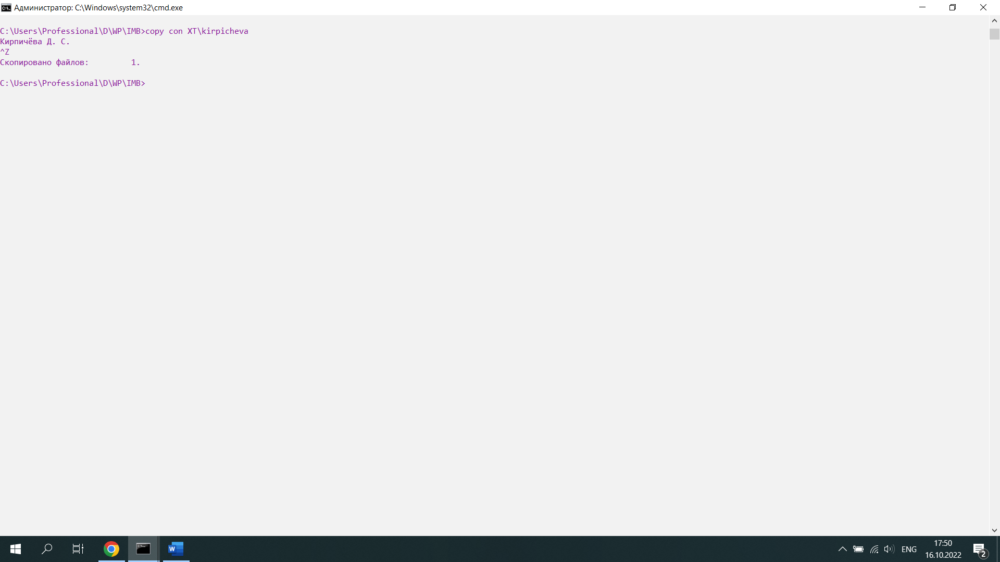 Администратор: C:\Windows\system32\cmd.exe
C:\Users\Professional\D\WP\IMB>copy con XT\kirpicheva
Кирпичёва Д. С.
^Z
Скопировано файлов:         1.
C:\Users\Professional\D\WP\IMB>
ENG
17:50
16.10.2022
2